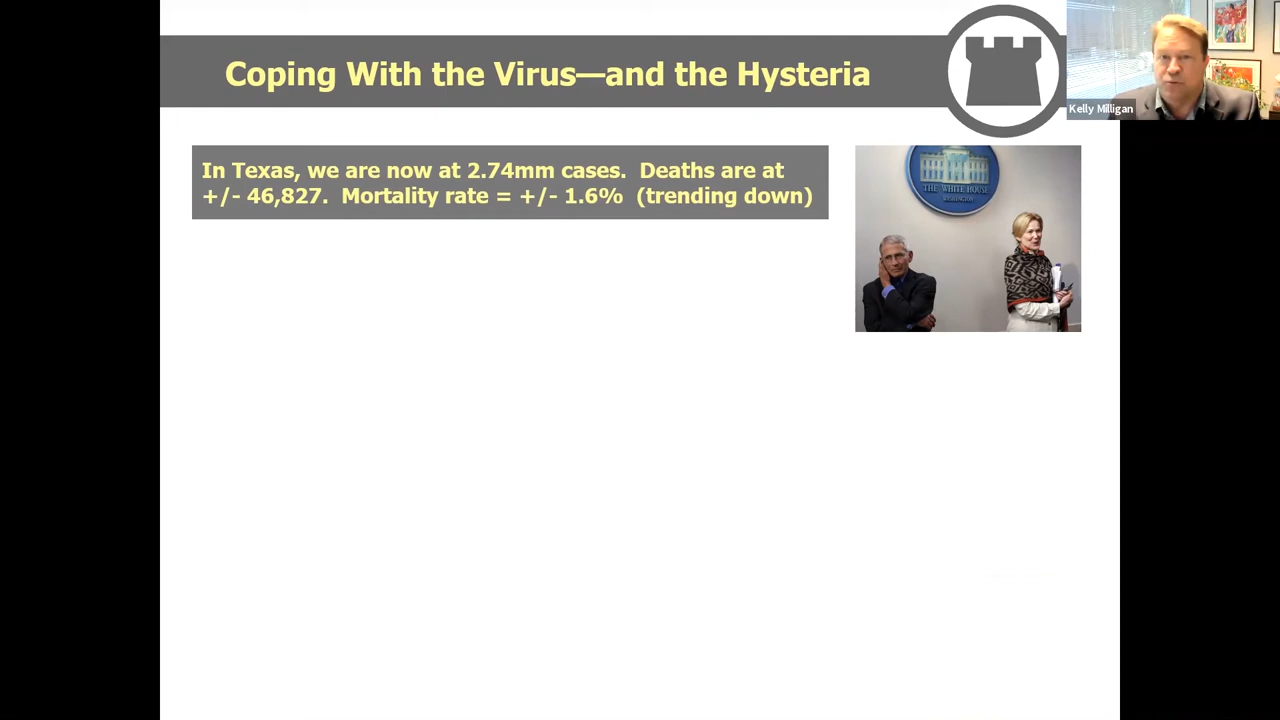 Coping With the Virus—and the Hysteria
Kelly Milligan
In Texas, we are now at 2.74mm cases.  Deaths are at
+/- 46,827.  Mortality rate = +/- 1.6%  (trending down)
THE WHITE HOUSE
WASHINGTON